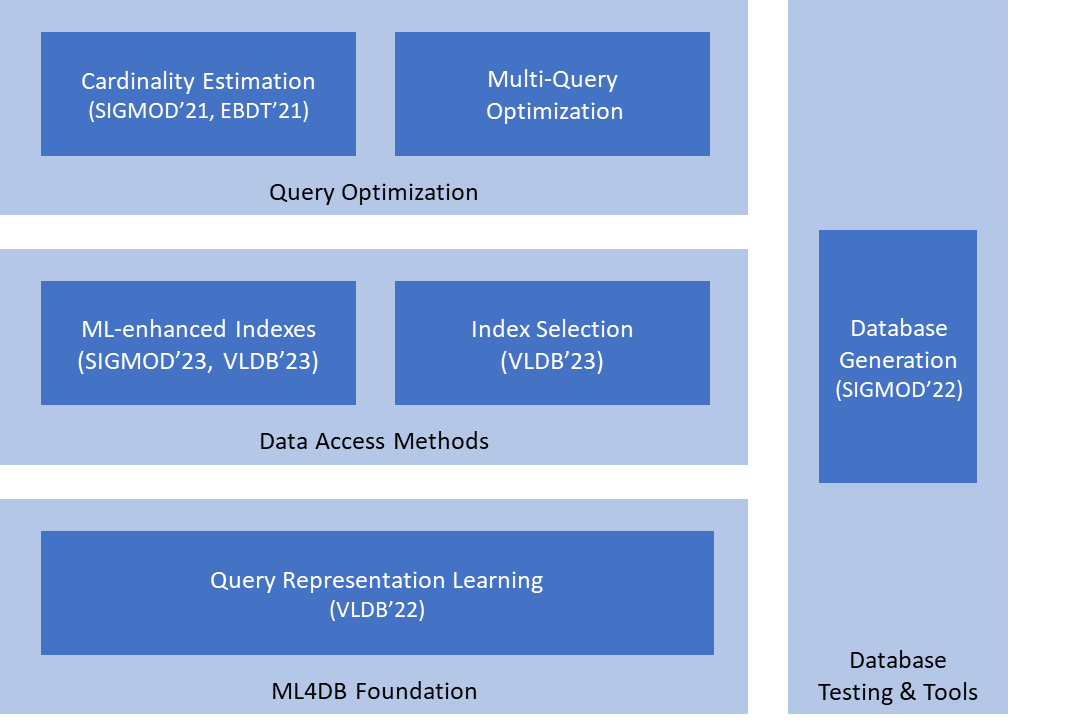 Cardinality Estimation
(SIGMOD’21, EBDT’21)
Multi-Query
Optimization
Query Optimization
ML-enhanced Indexes
(SIGMOD’23, VLDB’23)
Index Selection
(VLDB’23)
Data Access Methods
Query Representation Learning
(VLDB’22)
ML4DB Foundation
Database
Generation
(SIGMOD’22)
Database
Testing & Tools